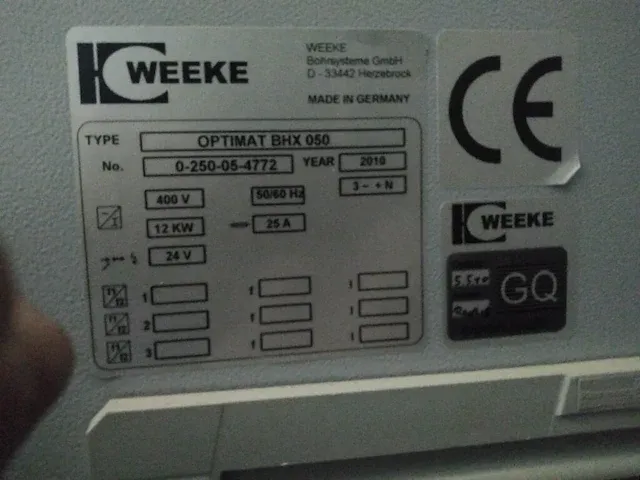 WEEKE
WEEKE
Bohrsysteme GmbH
D - 33442 Herzebrock
MADE IN GERMANY
TYPE OPTIMAT BHX 050
No. 0-250-05-4772 YEAR 2010
400 V 50/60 Hz 3 ~ + N
12 KW 25 A
24 V
1 1 1
2 1 1
3 1 1
CE
WEEKE
GQ